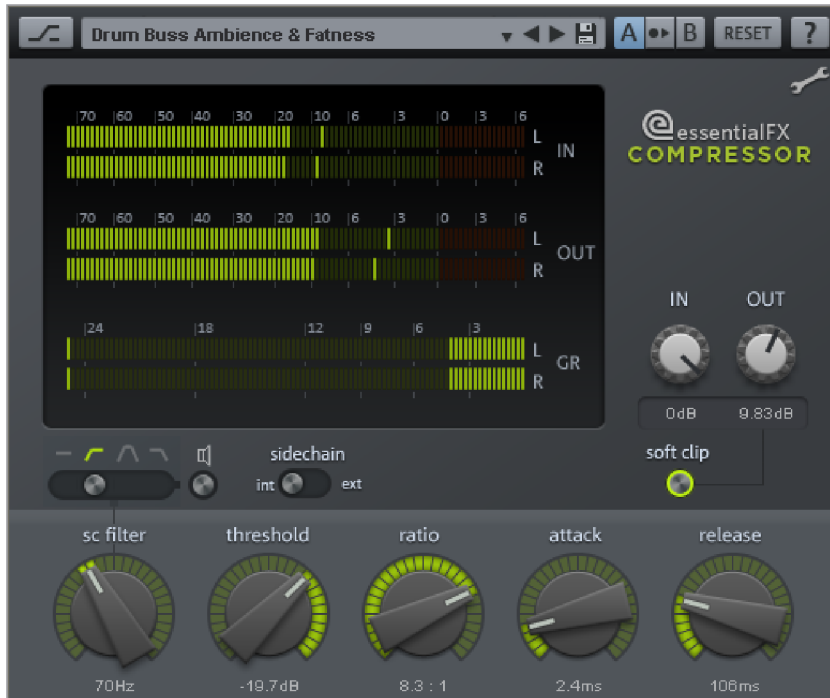 Drum Buss Ambience & Fatness A B RESET ?
70 60 50 40 30 20 10 6 3 0 3 6
L
IN
R
essentialFX
COMPRESSOR
70 60 50 40 30 20 10 6 3 0 3 6
L
OUT
R
24 18 12 9 6 3
L
GR
R
IN OUT
0dB 9.83dB
sidechain
int ext
soft clip
sc filter threshold ratio attack release
70Hz -19.7dB 8.3 : 1 2.4ms 106ms